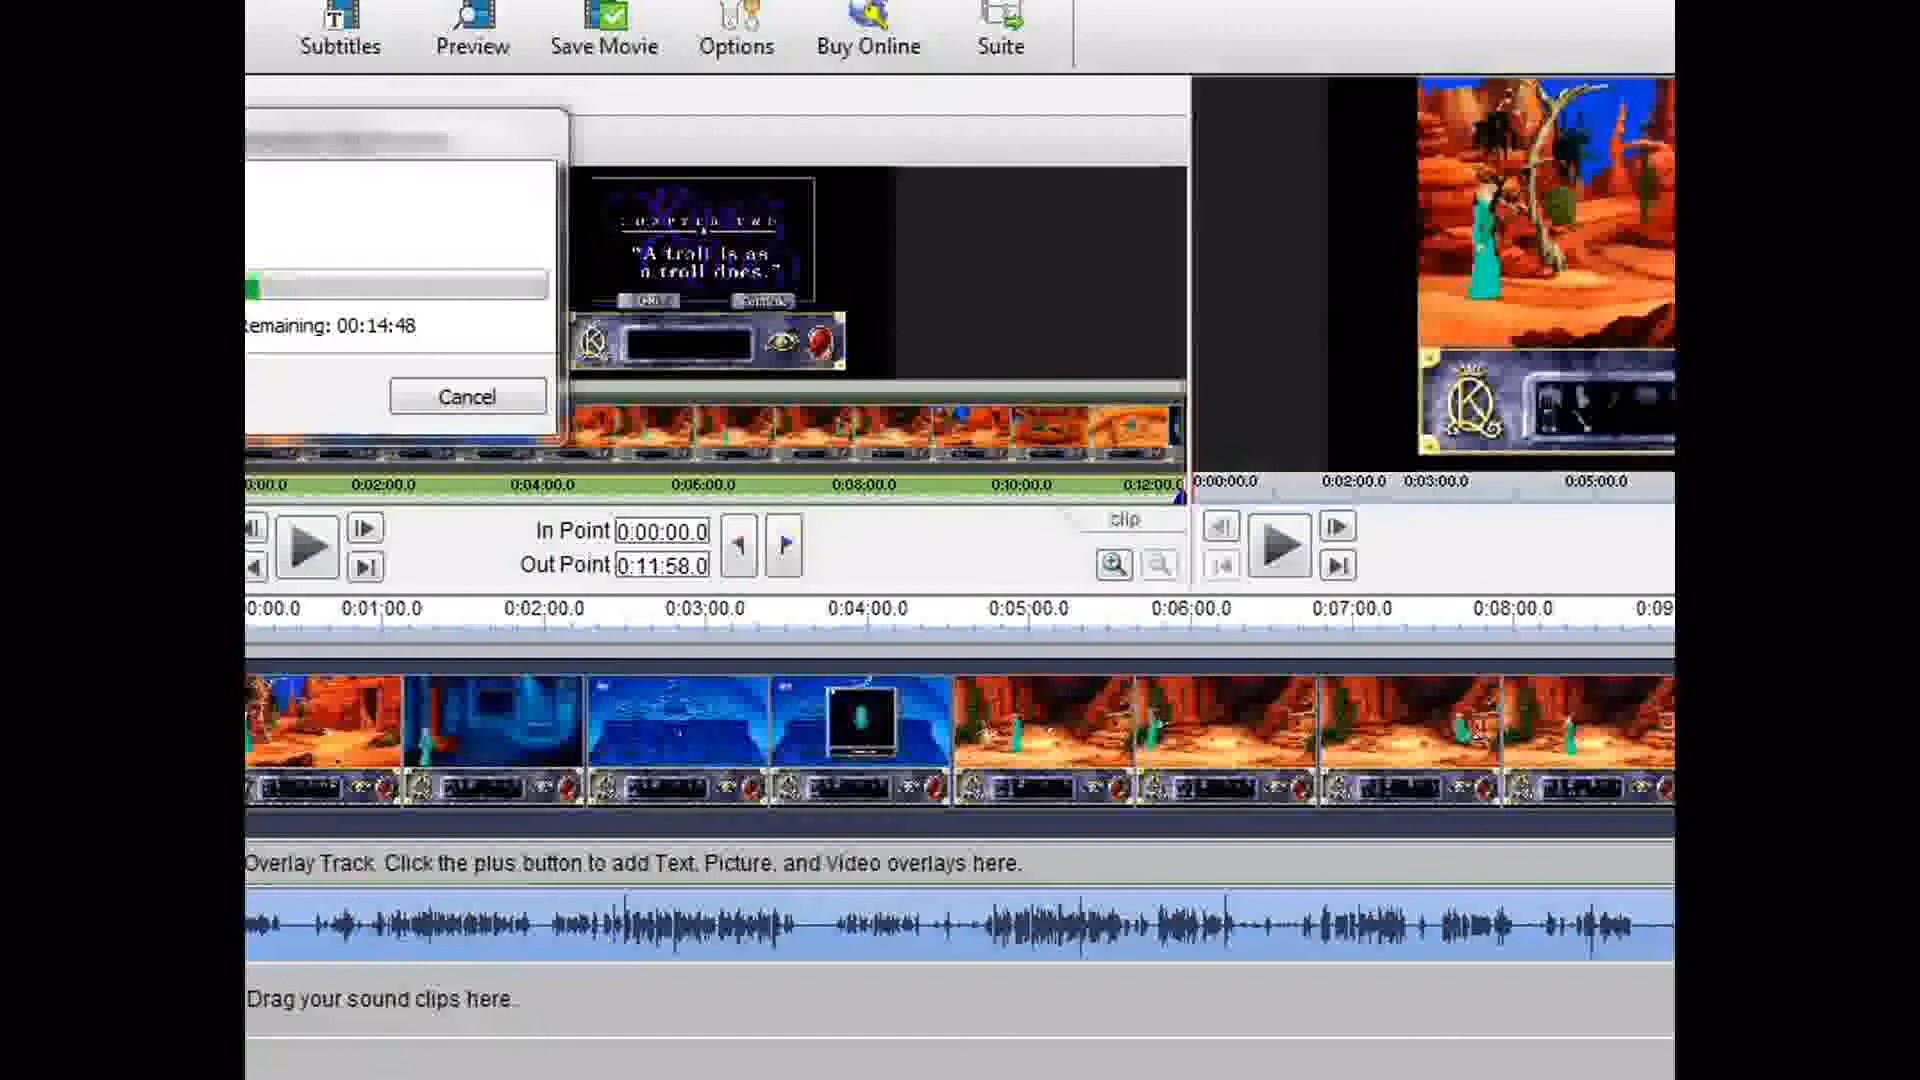 Subtitles Preview Save Movie Options Buy Online Suite
"A troll is as
a troll does."
emaining: 00:14:48
Cancel
0:02:00.0 0:04:00.0 0:06:00.0 0:08:00.0 0:10:00.0 0:12:00.0
0:00:00.0 0:02:00.0 0:03:00.0 0:05:00.0
In Point 0:00:00.0
Out Point 0:11:58.0
clip
0:00.0 0:01:00.0 0:02:00.0 0:03:00.0 0:04:00.0 0:05:00.0 0:06:00.0 0:07:00.0 0:08:00.0 0:09
Overlay Track. Click the plus button to add Text, Picture, and Video overlays here.
Drag your sound clips here.